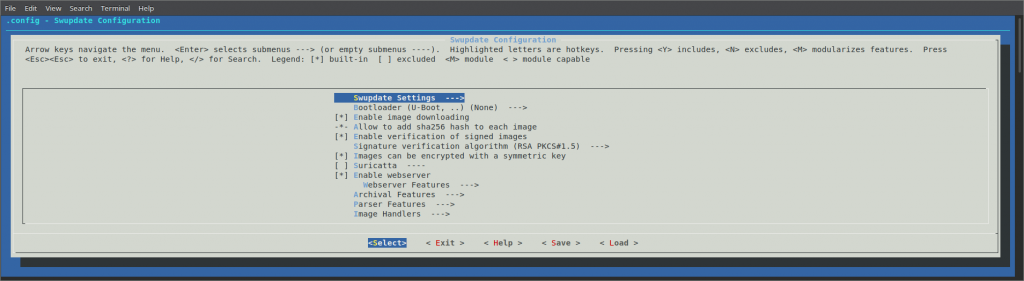 File Edit View Search Terminal Help
.config - Swupdate Configuration
Swupdate Configuration
Arrow keys navigate the menu. <Enter> selects submenus ---> (or empty submenus ----). Highlighted letters are hotkeys. Pressing <Y> includes, <N> excludes, <M> modularizes features. Press
<Esc><Esc> to exit, <?> for Help, </> for Search. Legend: [*] built-in [ ] excluded <M> module < > module capable
Swupdate Settings --->
Bootloader (U-Boot, ..) (None) --->
[*] Enable image downloading
-*- Allow to add sha256 hash to each image
[*] Enable verification of signed images
Signature verification algorithm (RSA PKCS#1.5) --->
[*] Images can be encrypted with a symmetric key
[ ] Suricatta ----
[*] Enable webserver
Webserver Features --->
Archival Features --->
Parser Features --->
Image Handlers --->
<Select> < Exit > < Help > < Save > < Load >